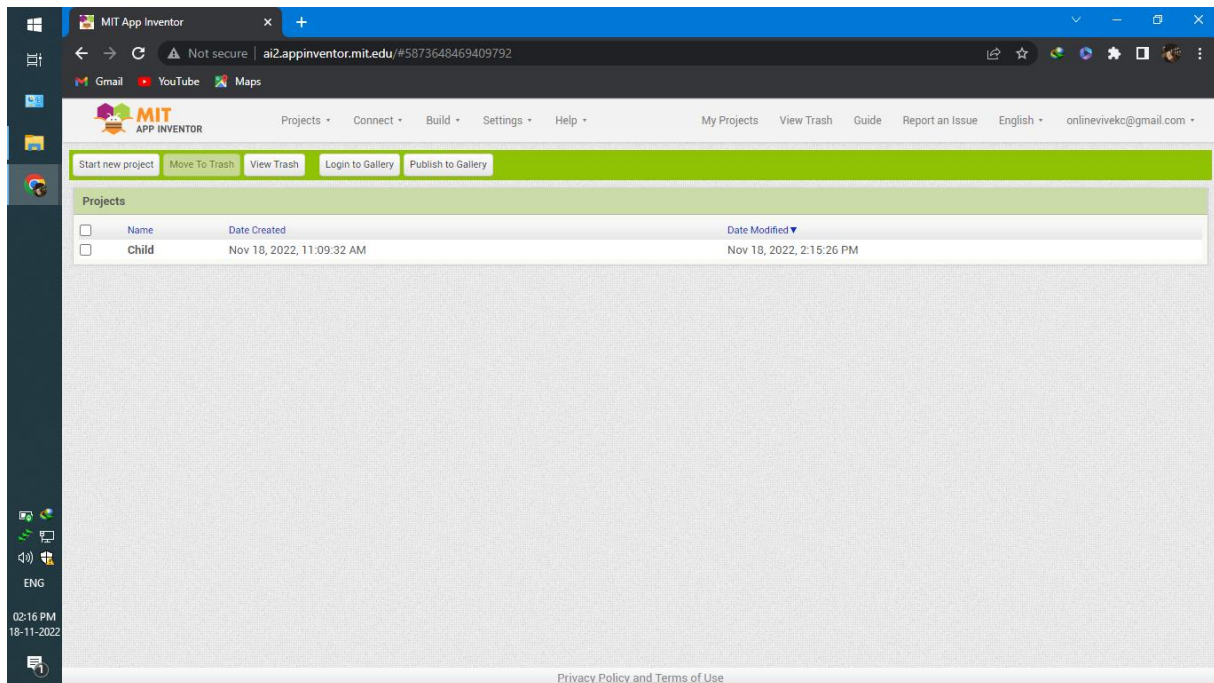 MIT App Inventor
Not secure ai2.appinventor.mit.edu/#5873648469409792
Gmail YouTube Maps
MIT
APP INVENTOR
Projects Connect Build Settings Help My Projects View Trash Guide Report an Issue English onlinevivekc@gmail.com
Start new project Move To Trash View Trash Login to Gallery Publish to Gallery
Projects
Name Date Created Date Modified
Child Nov 18, 2022, 11:09:32 AM Nov 18, 2022, 2:15:26 PM
ENG
02:16 PM
18-11-2022
1
Privacy Policy and Terms of Use